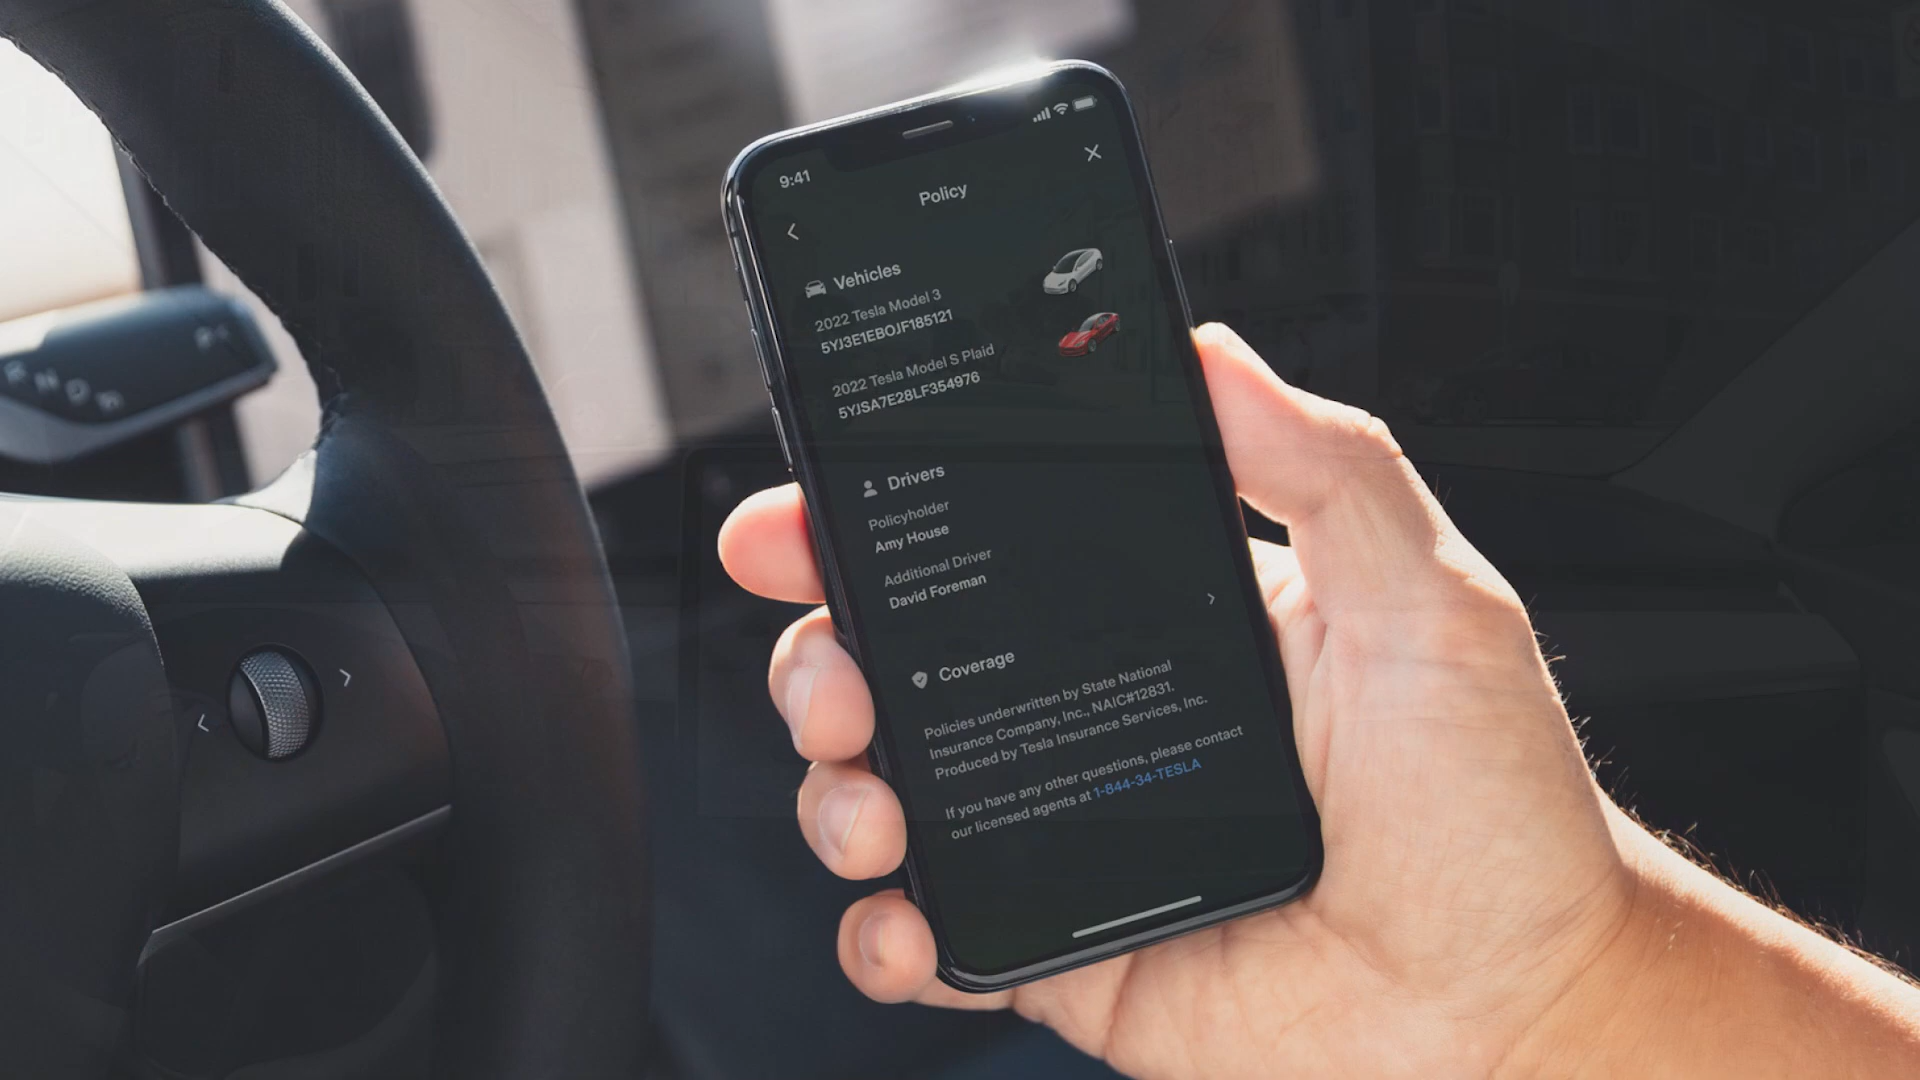 9:41
Policy
Vehicles
2022 Tesla Model 3
5YJ3E1EBOJF185121
2022 Tesla Model S Plaid
5YJSA7E28LF354976
Drivers
Policyholder
Amy House
Additional Driver
David Foreman
Coverage
Policies underwritten by State National
Insurance Company, Inc., NAIC#12831.
Produced by Tesla Insurance Services, Inc.
If you have any other questions, please contact
our licensed agents at 1-844-34-TESLA